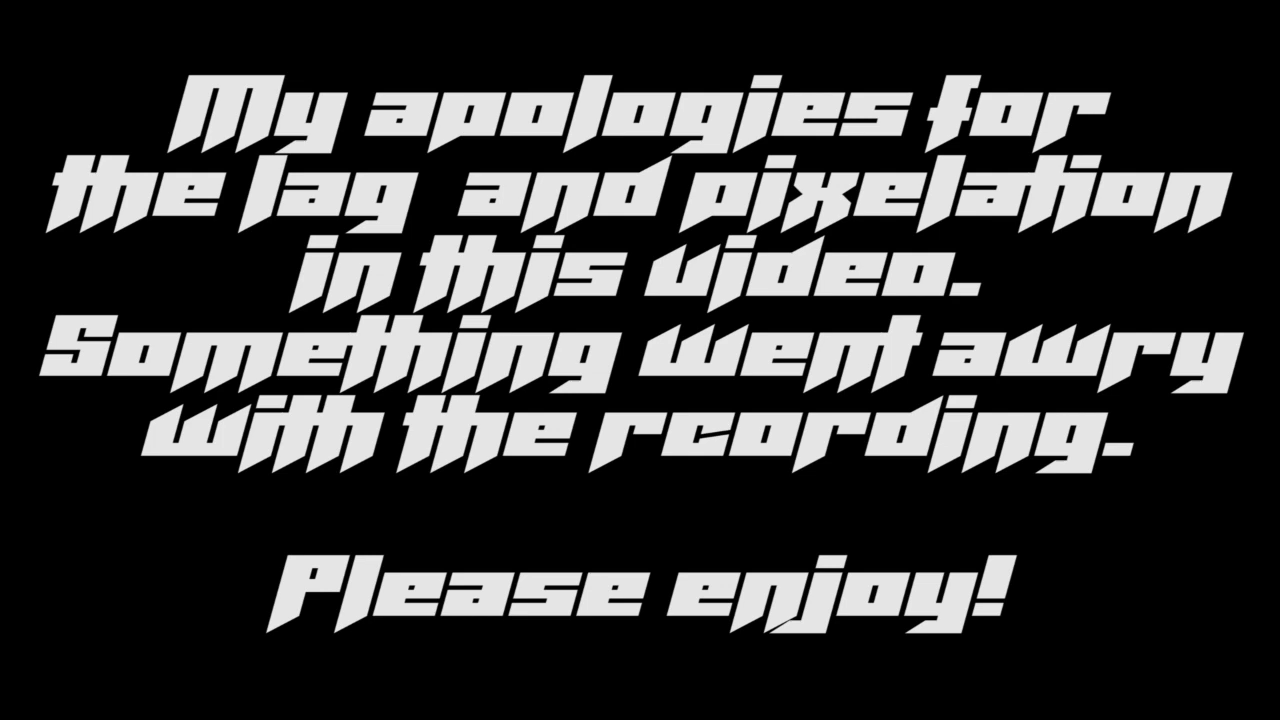 My apologies for
the lag  and pixelation
in this video.
Something went awry
with the rcording.
Please enjoy!